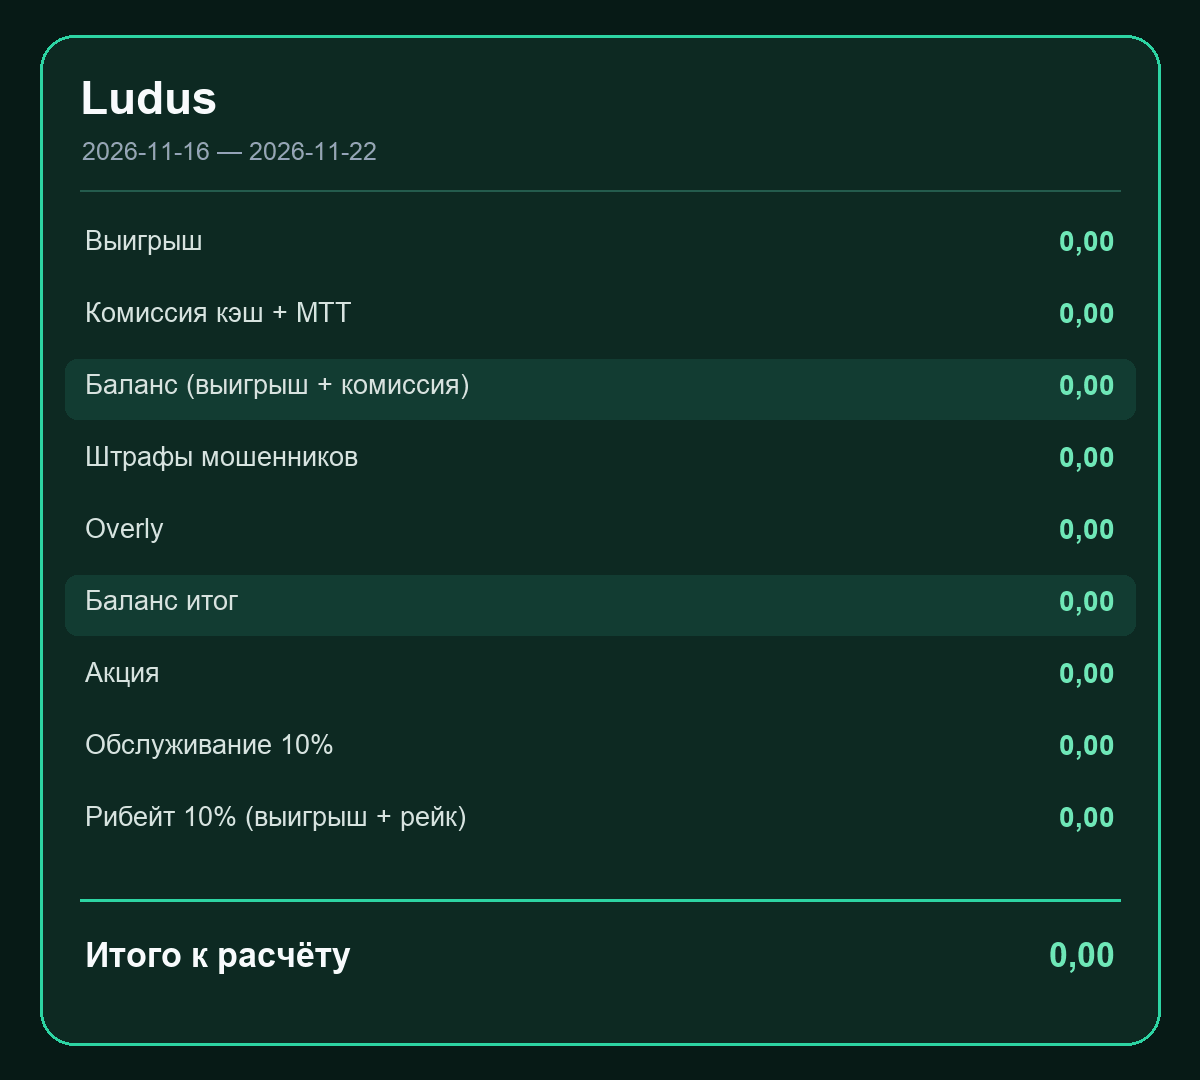 Ludus
2026-11-16 — 2026-11-22
Выигрыш 0,00
Комиссия кэш + МТТ 0,00
Баланс (выигрыш + комиссия) 0,00
Штрафы мошенников 0,00
Overly 0,00
Баланс итог 0,00
Акция 0,00
Обслуживание 10% 0,00
Рибейт 10% (выигрыш + рейк) 0,00
Итого к расчёту 0,00